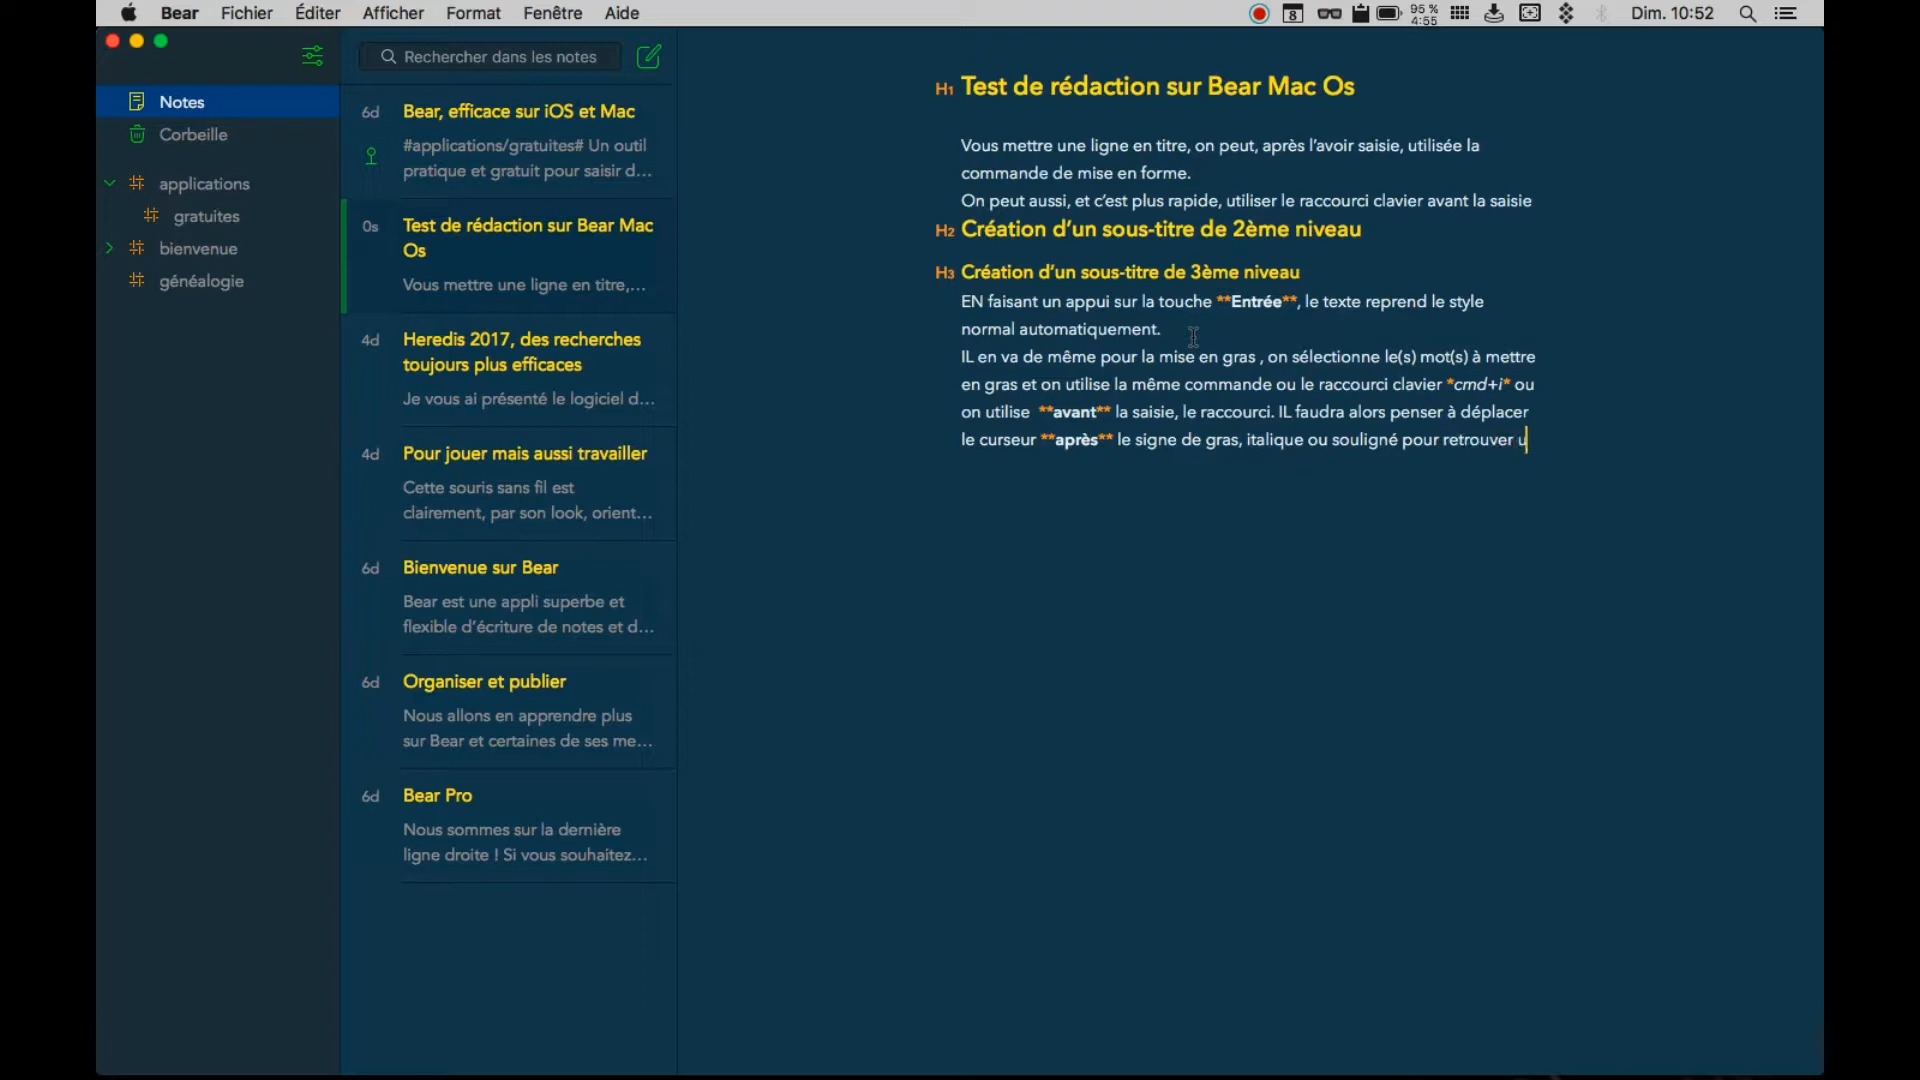 Bear Fichier Éditer Afficher Format Fenêtre Aide
8 95 % 4:55 Dim. 10:52
Notes
Corbeille
applications
gratuites
bienvenue
généalogie
Rechercher dans les notes
6d Bear, efficace sur iOS et Mac
#applications/gratuites# Un outil
pratique et gratuit pour saisir d...
0s Test de rédaction sur Bear Mac
Os
Vous mettre une ligne en titre,...
4d Heredis 2017, des recherches
toujours plus efficaces
Je vous ai présenté le logiciel d...
4d Pour jouer mais aussi travailler
Cette souris sans fil est
clairement, par son look, orient...
6d Bienvenue sur Bear
Bear est une appli superbe et
flexible d’écriture de notes et d...
6d Organiser et publier
Nous allons en apprendre plus
sur Bear et certaines de ses me...
6d Bear Pro
Nous sommes sur la dernière
ligne droite ! Si vous souhaitez...
H1 Test de rédaction sur Bear Mac Os
Vous mettre une ligne en titre, on peut, après l’avoir saisie, utilisée la
commande de mise en forme.
On peut aussi, et c’est plus rapide, utiliser le raccourci clavier avant la saisie
H2 Création d’un sous-titre de 2ème niveau
H3 Création d’un sous-titre de 3ème niveau
EN faisant un appui sur la touche **Entrée**, le texte reprend le style
normal automatiquement.
IL en va de même pour la mise en gras , on sélectionne le(s) mot(s) à mettre
en gras et on utilise la même commande ou le raccourci clavier *cmd+i* ou
on utilise  **avant** la saisie, le raccourci. IL faudra alors penser à déplacer
le curseur **après** le signe de gras, italique ou souligné pour retrouver u